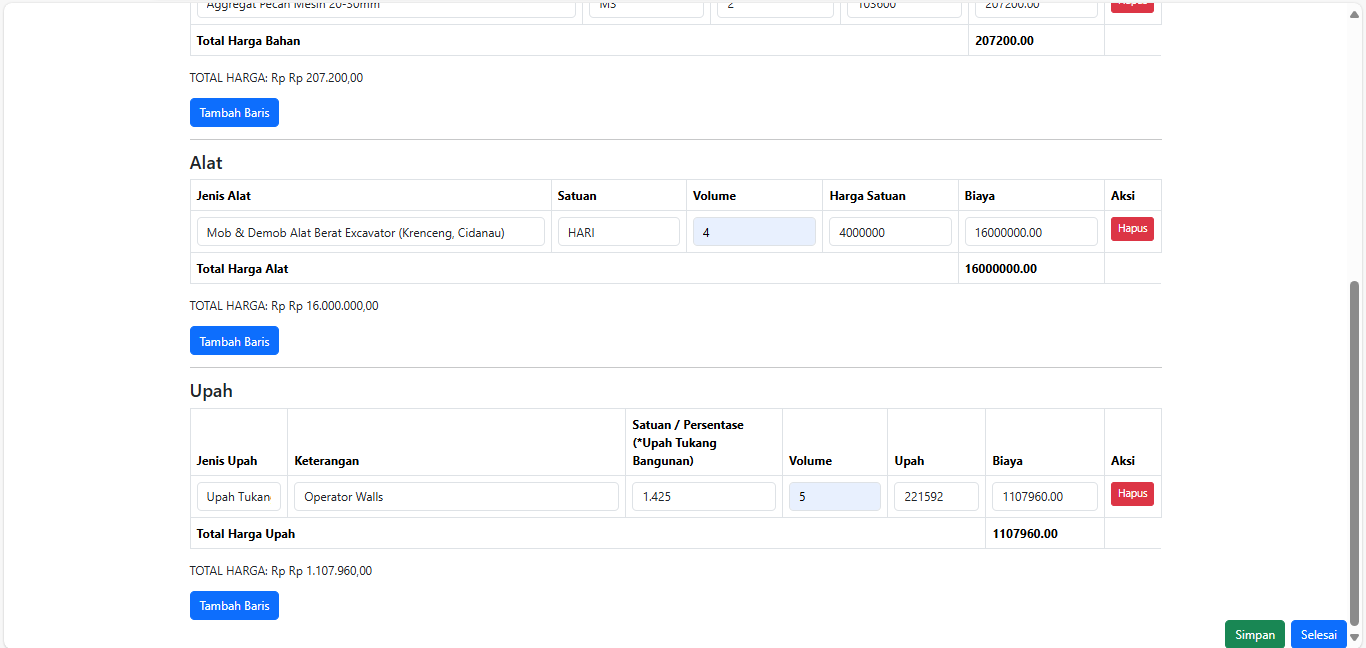 Aggregat Pecah Mesin 20-30mm M3 2 103600 207200.00 Hapus
Total Harga Bahan 207200.00
TOTAL HARGA: Rp Rp 207.200,00
Tambah Baris
Alat
Jenis Alat Satuan Volume Harga Satuan Biaya Aksi
Mob & Demob Alat Berat Excavator (Krenceng, Cidanau) HARI 4 4000000 16000000.00 Hapus
Total Harga Alat 16000000.00
TOTAL HARGA: Rp Rp 16.000.000,00
Tambah Baris
Upah
Satuan / Persentase
(*Upah Tukang
Jenis Upah Keterangan Bangunan) Volume Upah Biaya Aksi
Upah Tukan Operator Walls 1.425 5 221592 1107960.00 Hapus
Total Harga Upah 1107960.00
TOTAL HARGA: Rp Rp 1.107.960,00
Tambah Baris
Simpan Selesai